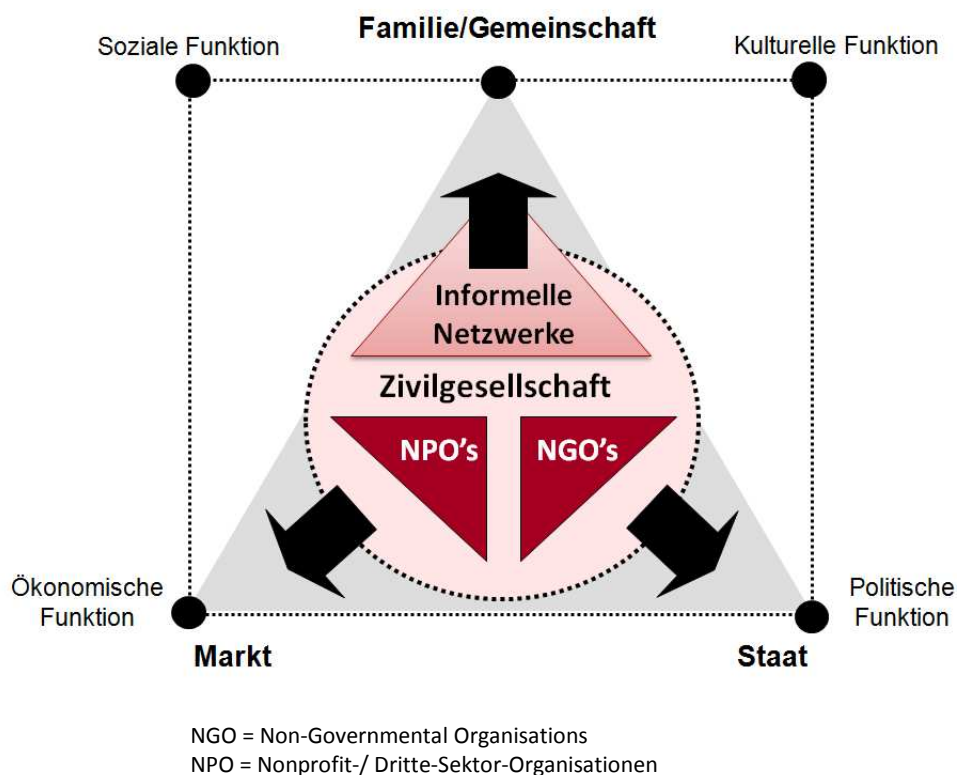 Familie/Gemeinschaft
Soziale Funktion
Kulturelle Funktion
Informelle
Netzwerke
Zivilgesellschaft
NPO's
NGO's
Ökonomische
Funktion
Politische
Funktion
Markt
Staat
NGO = Non-Governmental Organisations
NPO = Nonprofit-/ Dritte-Sektor-Organisationen